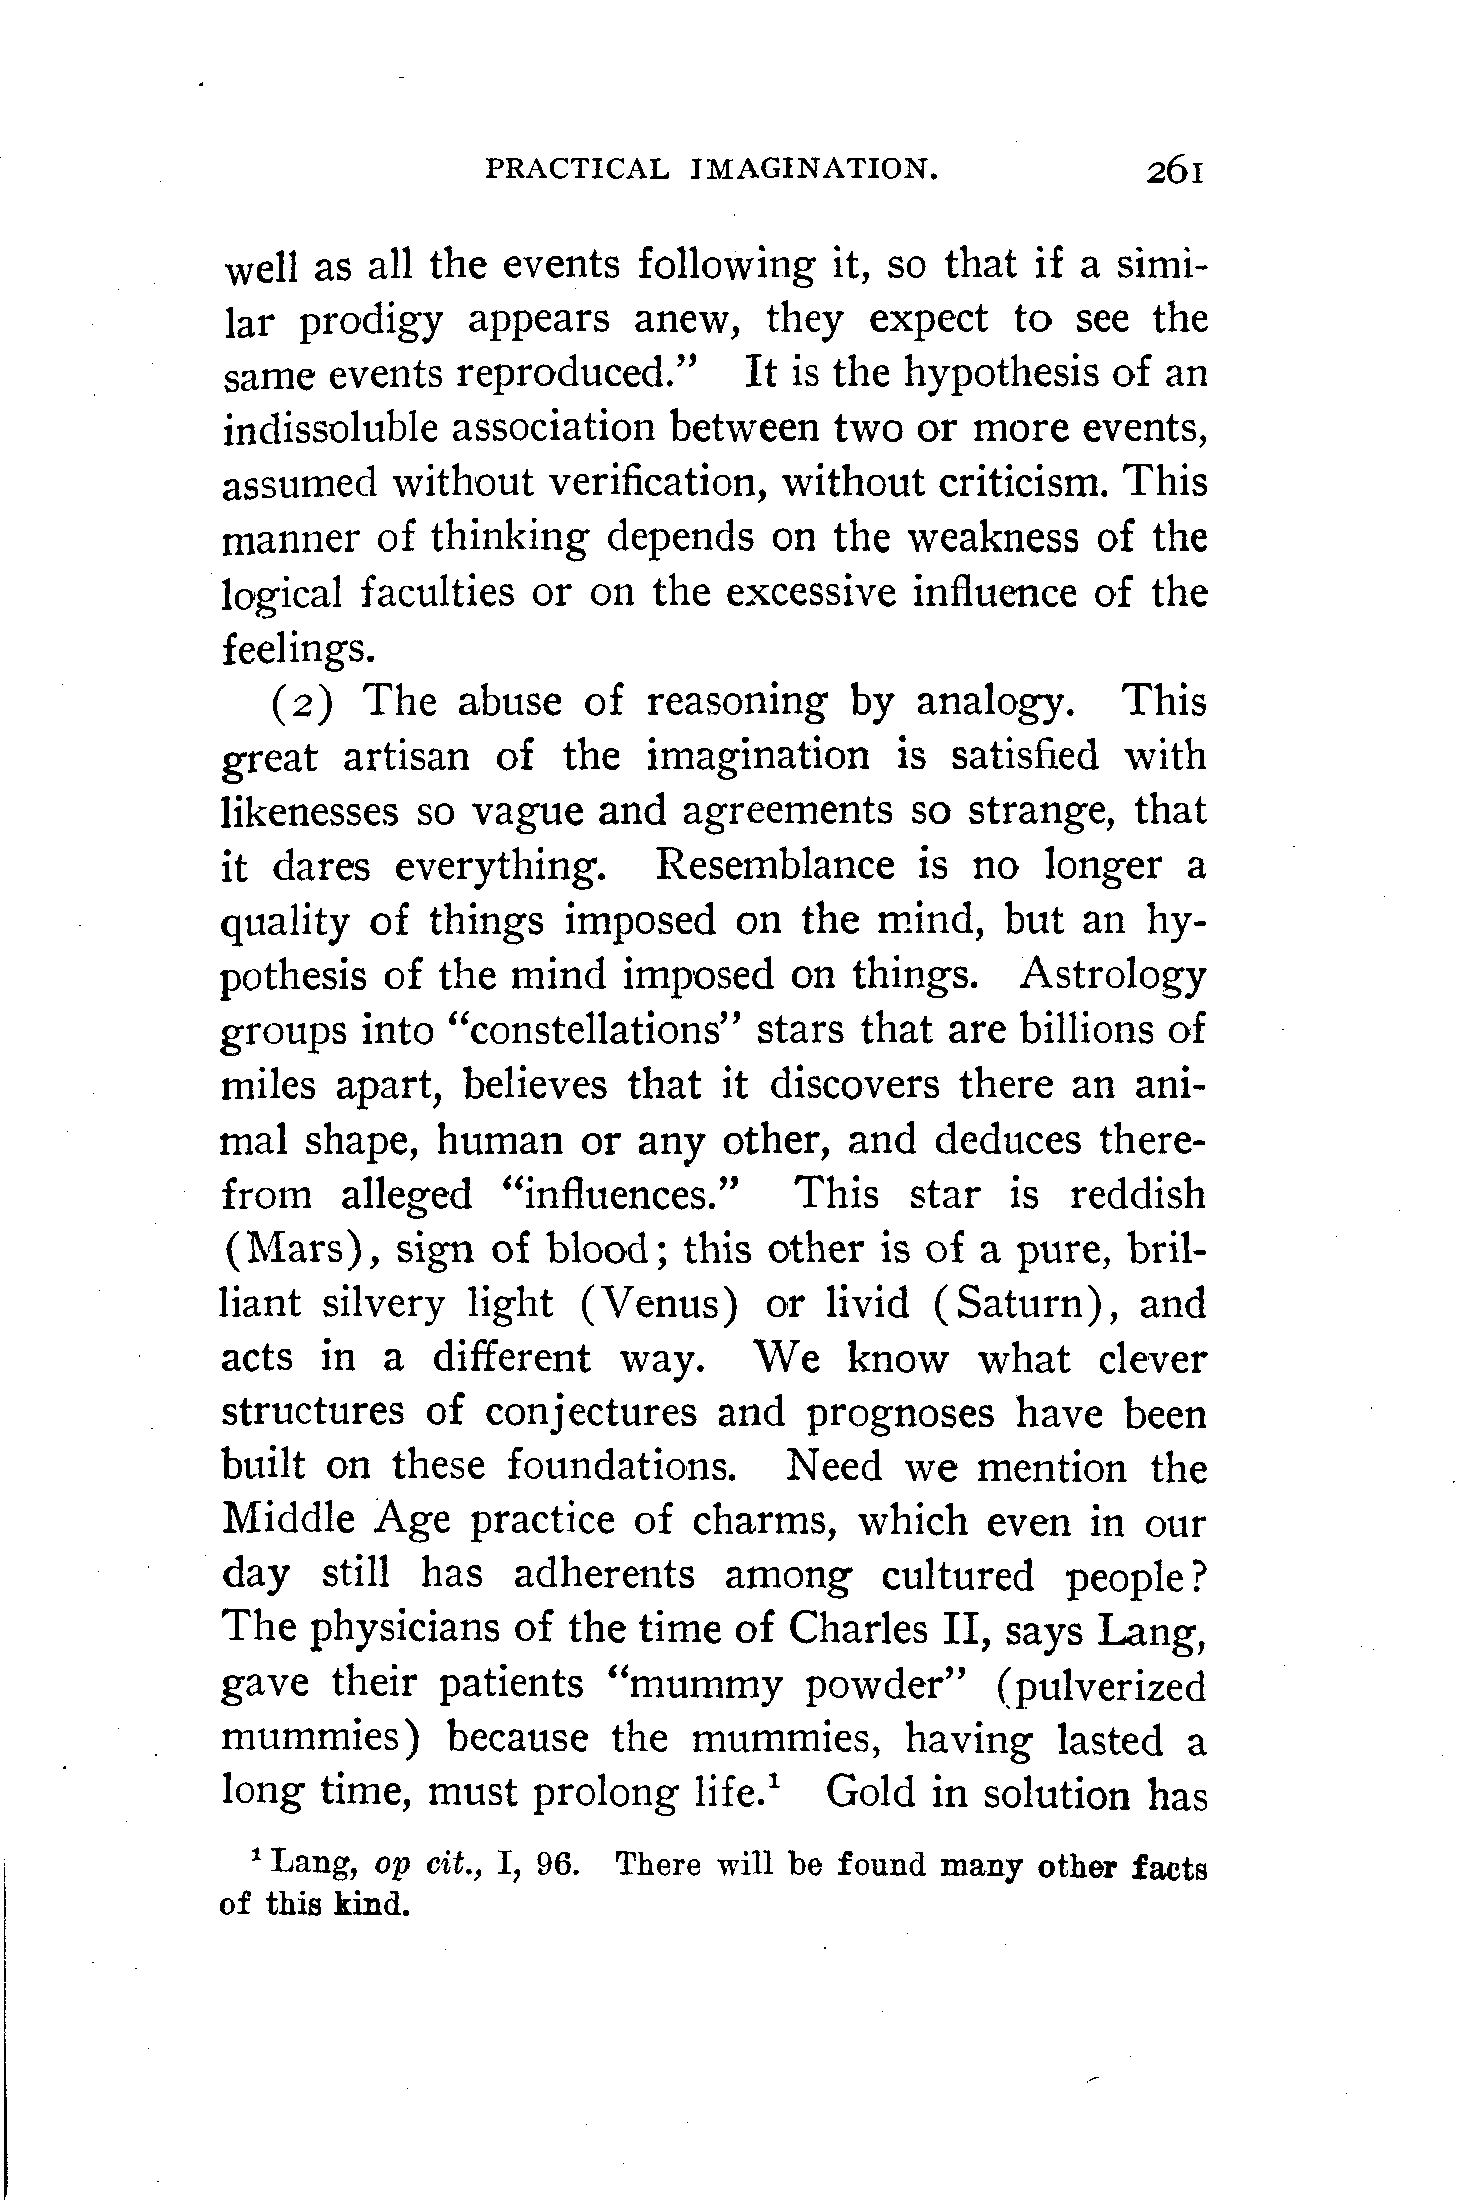 PRACTICAL IMAGINATION. 261
well as all the events following it, so that if a simi-
lar prodigy appears anew, they expect to see the
same events reproduced.” It is the hypothesis of an
indissoluble association between two or more events,
assumed without verification, without criticism. This
manner of thinking depends on the weakness of the
logical faculties or on the excessive influence of the
feelings.
(2) The abuse of reasoning by analogy. This
great artisan of the imagination is satisfied with
likenesses so vague and agreements so strange, that
it dares everything. Resemblance is no longer a
quality of things imposed on the mind, but an hy-
pothesis of the mind imposed on things. Astrology
groups into “constellations” stars that are billions of
miles apart, believes that it discovers there an ani-
mal shape, human or any other, and deduces there-
from alleged “influences.” This star is reddish
(Mars), sign of blood; this other is of a pure, bril-
liant silvery light (Venus) or livid (Saturn), and
acts in a different way. We know what clever
structures of conjectures and prognoses have been
built on these foundations. Need we mention the
Middle Age practice of charms, which even in our
day still has adherents among cultured people?
The physicians of the time of Charles II, says Lang,
gave their patients “mummy powder” (pulverized
mummies) because the mummies, having lasted a
long time, must prolong life.¹ Gold in solution has
¹ Lang, op cit., I, 96. There will be found many other facts
of this kind.